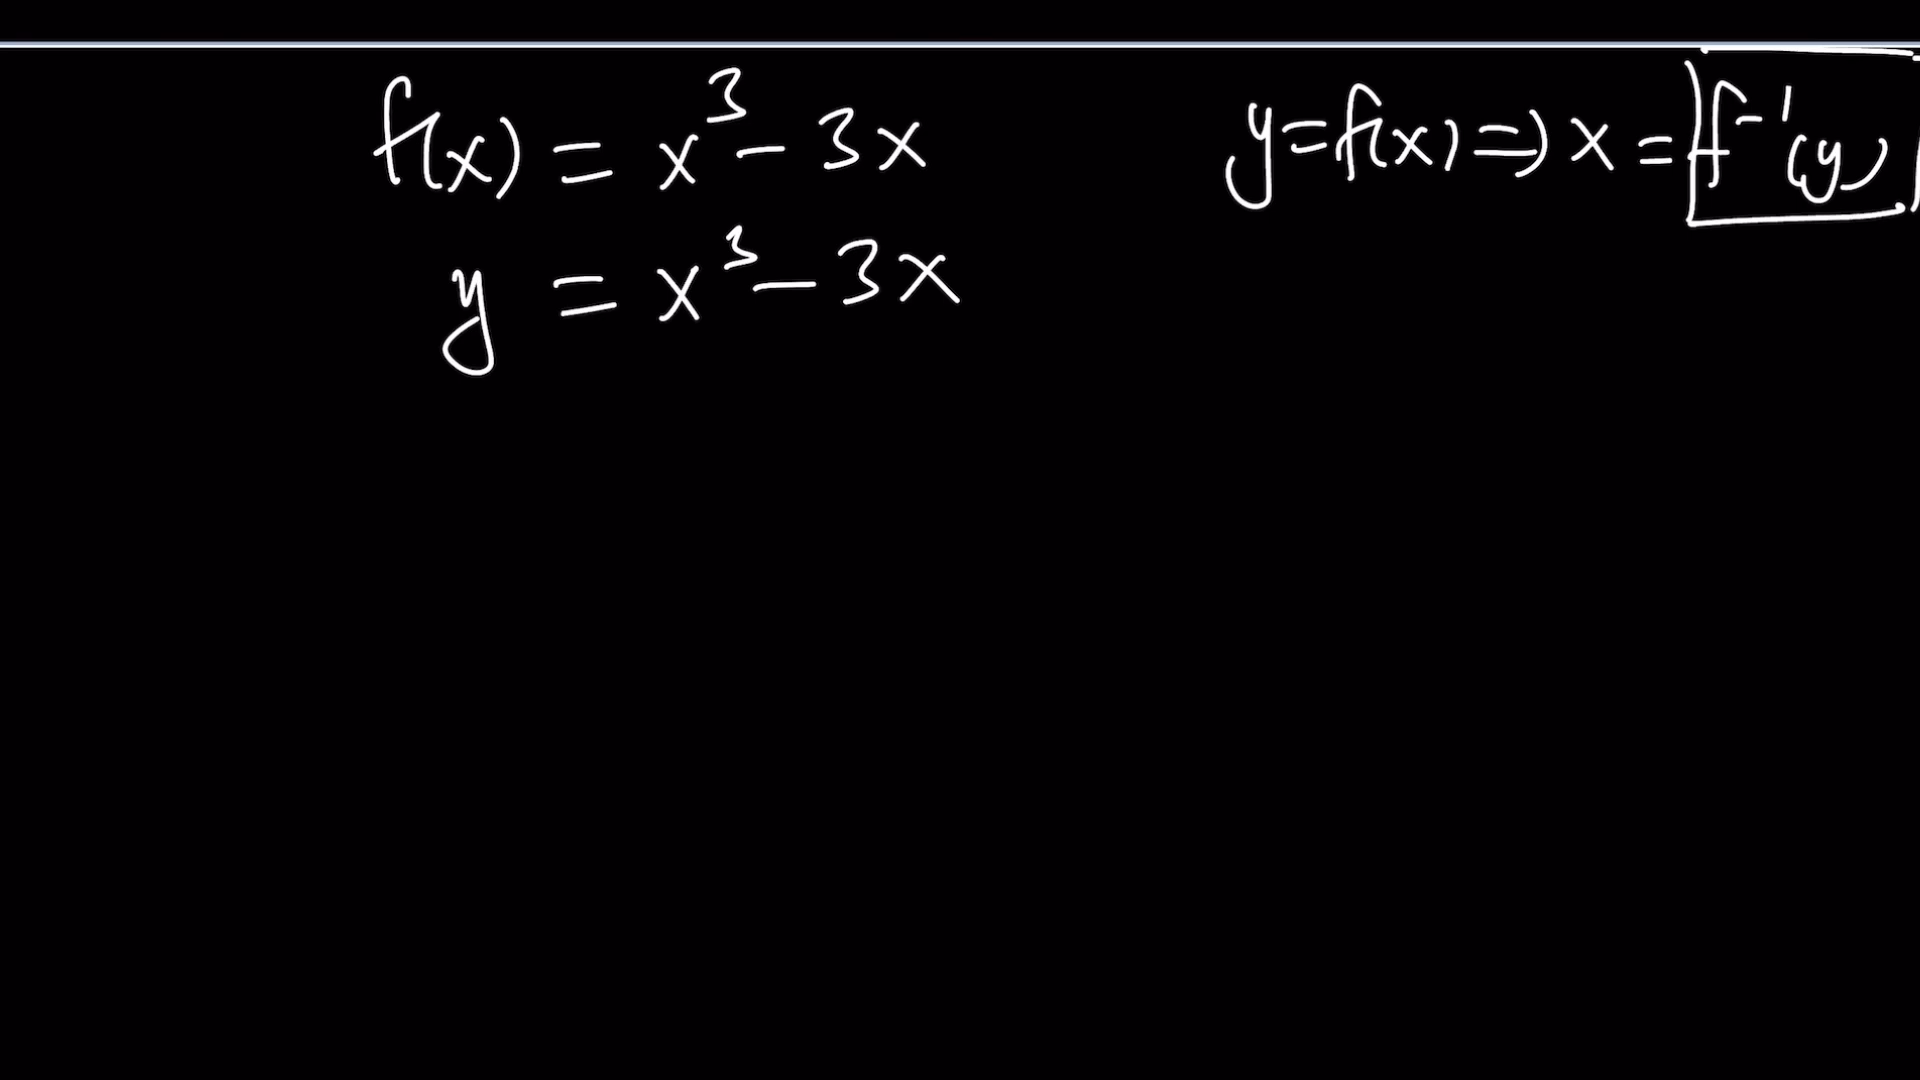 f(x) = x³ - 3x
y = f(x) => x = f⁻¹(y)
y = x³ - 3x